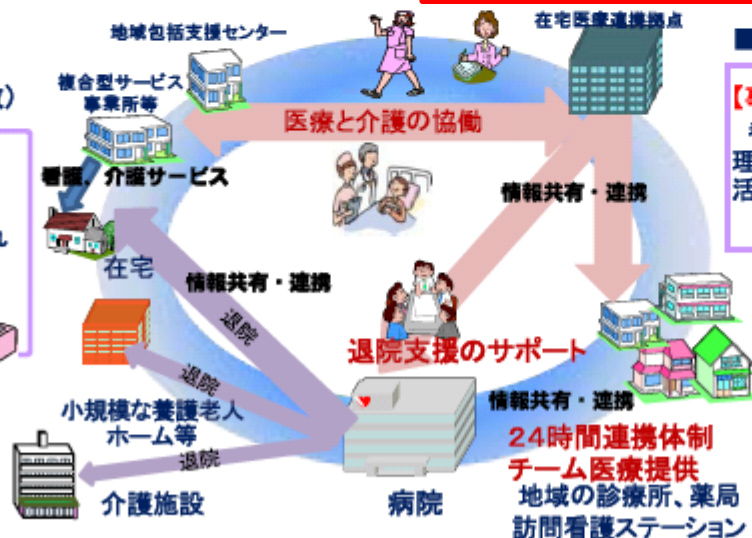 地域包括支援センター
在宅医療連携拠点
複合型サービス
事業所等
医療と介護の協働
看護、介護サービス
情報共有・連携
在宅
情報共有・連携
退院
退院支援のサポート
退院
小規模な養護老人
ホーム等
情報共有・連携
退院
24時間連携体制
チーム医療提供
介護施設
病院
地域の診療所、薬局
訪問看護ステーション
理
活